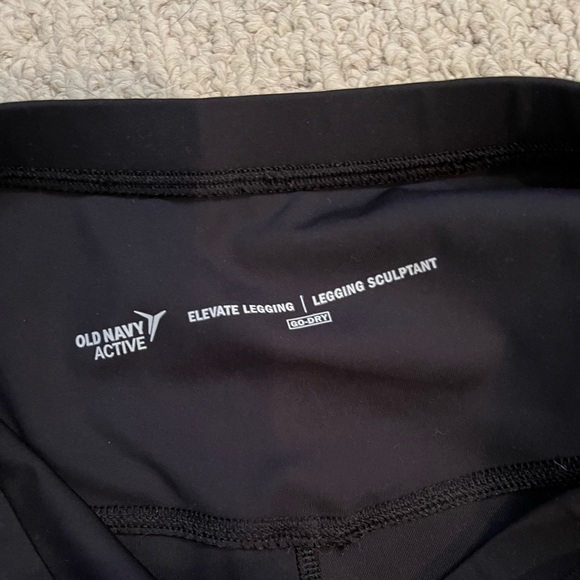 OLD NAVY
ACTIVE
ELEVATE LEGGING | LEGGING SCULPTANT
GO-DRY